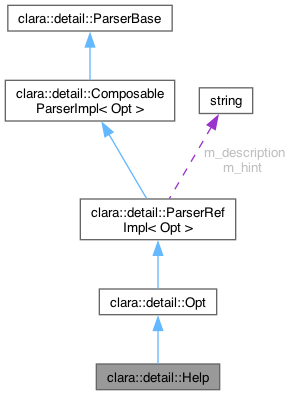 clara::detail::ParserBase
clara::detail::Composable
ParserImpl< Opt >
string
m_description
m_hint
clara::detail::ParserRef
Impl< Opt >
clara::detail::Opt
clara::detail::Help